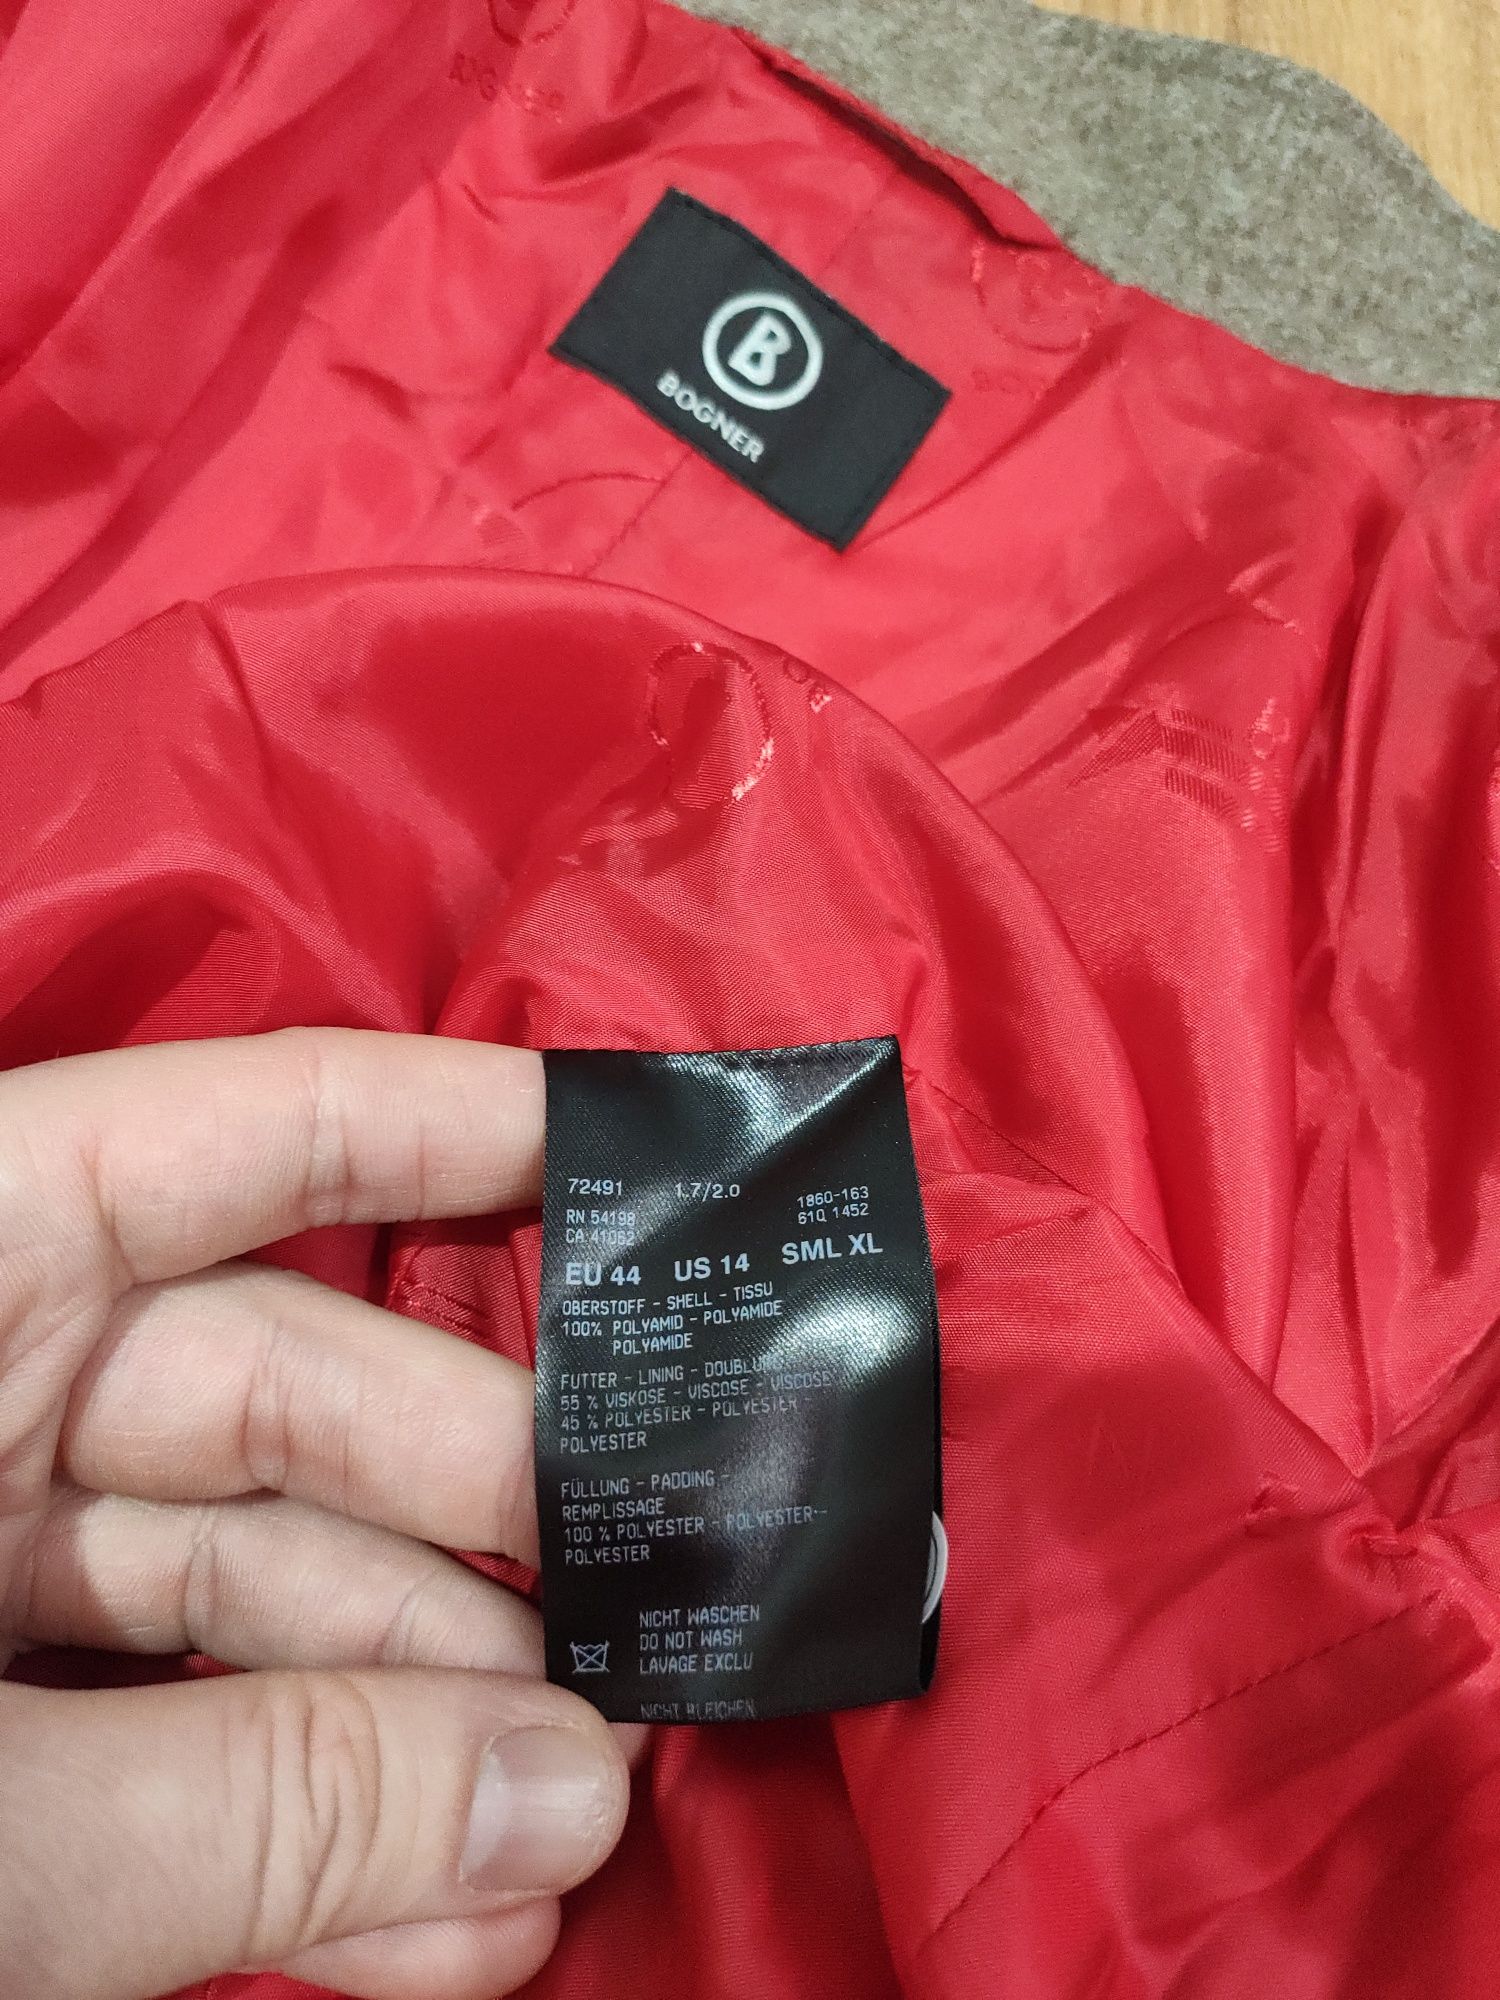 B
BOGNER
72491 1.7/2.0 1860-163
RN 54198 61Q 1452
CA 41062
EU 44 US 14 SML XL
OBERSTOFF - SHELL - TISSU
100% POLYAMID - POLYAMIDE
POLYAMIDE
FUTTER - LINING - DOUBLURE
55 % VISKOSE - VISCOSE - VISCOSE
45 % POLYESTER - POLYESTER -
POLYESTER
FÜLLUNG - PADDING -
REMPLISSAGE
100 % POLYESTER - POLYESTER -
POLYESTER
NICHT WASCHEN
DO NOT WASH
LAVAGE EXCLU
NICHT BLEICHEN